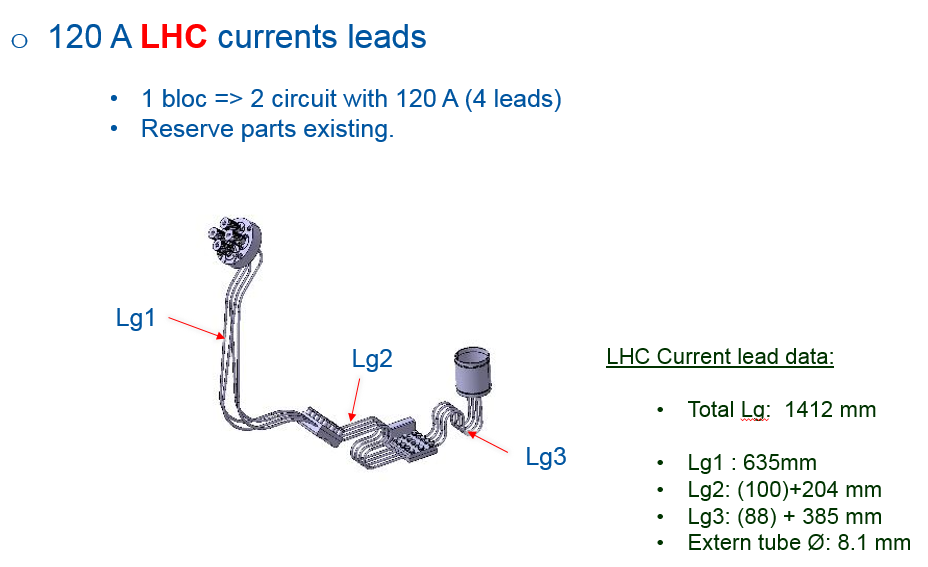 o 120 A LHC currents leads
• 1 bloc => 2 circuit with 120 A (4 leads)
• Reserve parts existing.
Lg1
Lg2
Lg3
LHC Current lead data:
• Total Lg: 1412 mm
• Lg1 : 635mm
• Lg2: (100)+204 mm
• Lg3: (88) + 385 mm
• Extern tube Ø: 8.1 mm